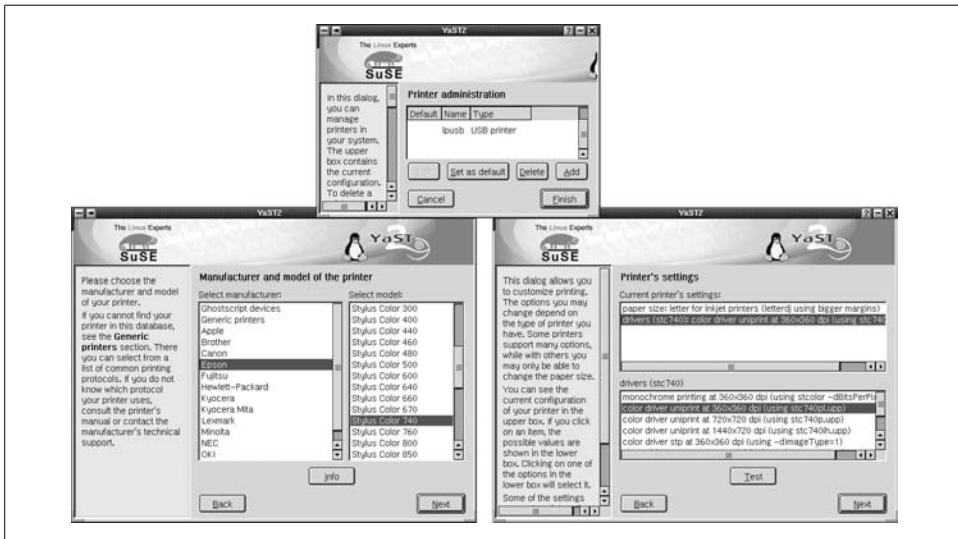 YaST2
The Linux Experts
SuSE
In this dialog,
you can
manage
printers in
your system.
The upper
box contains
the current
configuration.
To delete a
Printer administration
Default Name Type
lpusb USB printer
Set as default Delete Add
Cancel Finish
YaST2
The Linux Experts
SuSE
YaST
Please choose the
manufacturer and model
of your printer.
If you cannot find your
printer in this database,
see the Generic
printers section. There
you can select from a
list of common printing
protocols. If you do not
know which protocol
your printer uses,
consult the printer's
manual or contact the
manufacturer's technical
support.
Manufacturer and model of the printer
Select manufacturer:
Ghostscript devices
Generic printers
Apple
Brother
Canon
Epson
Fujitsu
Hewlett-Packard
Kyocera
Kyocera Mita
Lexmark
Minolta
NEC
OKI
Select model:
Stylus Color 300
Stylus Color 400
Stylus Color 440
Stylus Color 460
Stylus Color 480
Stylus Color 500
Stylus Color 600
Stylus Color 640
Stylus Color 660
Stylus Color 670
Stylus Color 740
Stylus Color 760
Stylus Color 800
Stylus Color 850
Info
Back Next
YaST2
The Linux Experts
SuSE
YaST
This dialog allows you
to customize printing.
The options you may
change depend on
the type of printer you
have. Some printers
support many options,
while with others you
may only be able to
change the paper size.
You can see the
current configuration
of your printer in the
upper box. If you click
on an item, the
possible values are
shown in the lower
box. Clicking on one of
the options in the
lower box will select it.
Some of the settings
Printer's settings
Current printer's settings:
paper size: letter for inkjet printers (letterdj using bigger margins)
drivers (stc740): color driver uniprint at 360x360 dpi (using stc740
drivers (stc740)
monochrome printing at 360x360 dpi (using stcolor -dBitsPerPi
color driver uniprint at 360x360 dpi (using stc740pl.upp)
color driver uniprint at 720x720 dpi (using stc740p.upp)
color driver uniprint at 1440x720 dpi (using stc740ih.upp)
color driver stp at 360x360 dpi (using -dImageType=1)
Test
Back Next